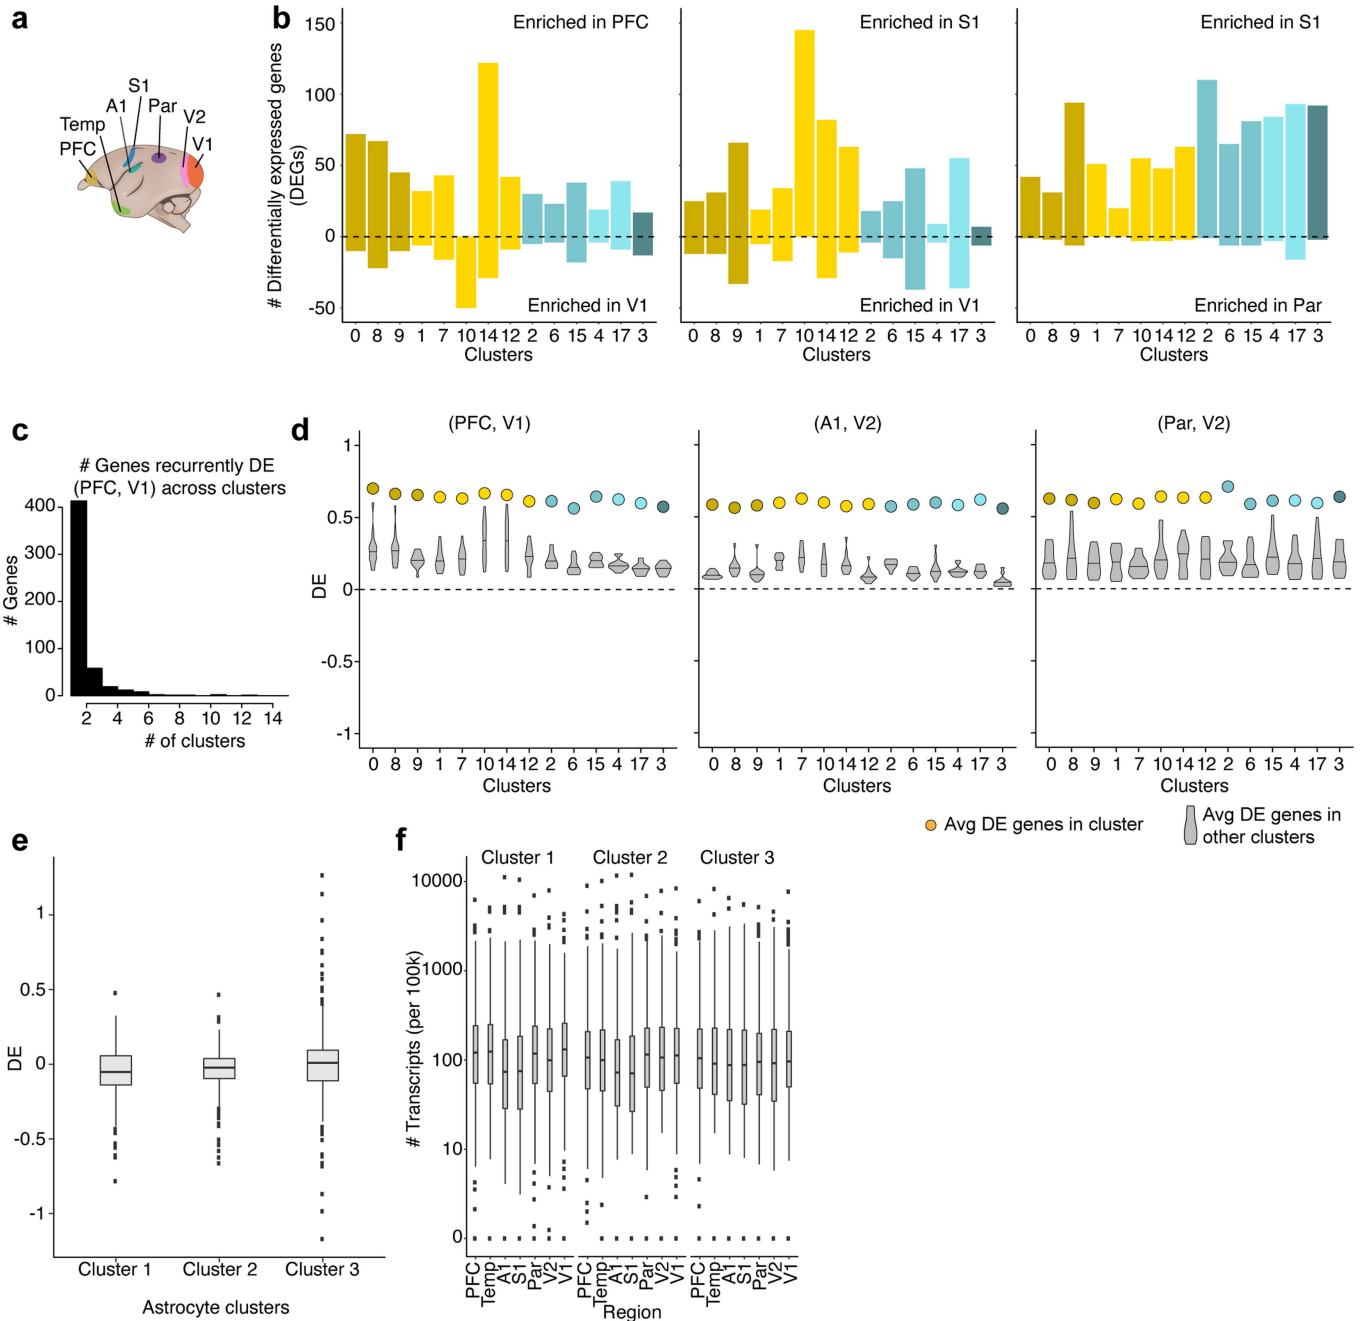 a
S1
A1 Par
V2
Temp
V1
PFC
b
# Differentially expressed genes
(DEGs)
150
100
50
0
-50
Enriched in PFC
Enriched in V1
0 8 9 1 7 10 14 12 2 6 15 4 17 3
Clusters
Enriched in S1
Enriched in V1
0 8 9 1 7 10 14 12 2 6 15 4 17 3
Clusters
Enriched in S1
Enriched in Par
0 8 9 1 7 10 14 12 2 6 15 4 17 3
Clusters
c
# Genes recurrently DE
(PFC, V1) across clusters
# Genes
400
300
200
100
0
2 4 6 8 10 12 14
# of clusters
d
DE
1
0.5
0
-0.5
-1
(PFC, V1)
0 8 9 1 7 10 14 12 2 6 15 4 17 3
Clusters
(A1, V2)
0 8 9 1 7 10 14 12 2 6 15 4 17 3
Clusters
(Par, V2)
0 8 9 1 7 10 14 12 2 6 15 4 17 3
Clusters
Avg DE genes in cluster
Avg DE genes in
other clusters
e
DE
1
0.5
0
-0.5
-1
Cluster 1 Cluster 2 Cluster 3
Astrocyte clusters
f
# Transcripts (per 100k)
10000
1000
100
10
0
Cluster 1 Cluster 2 Cluster 3
PFC Temp A1 S1 Par V2 V1
PFC Temp A1 S1 Par V2 V1
PFC Temp A1 S1 Par V2 V1
Region